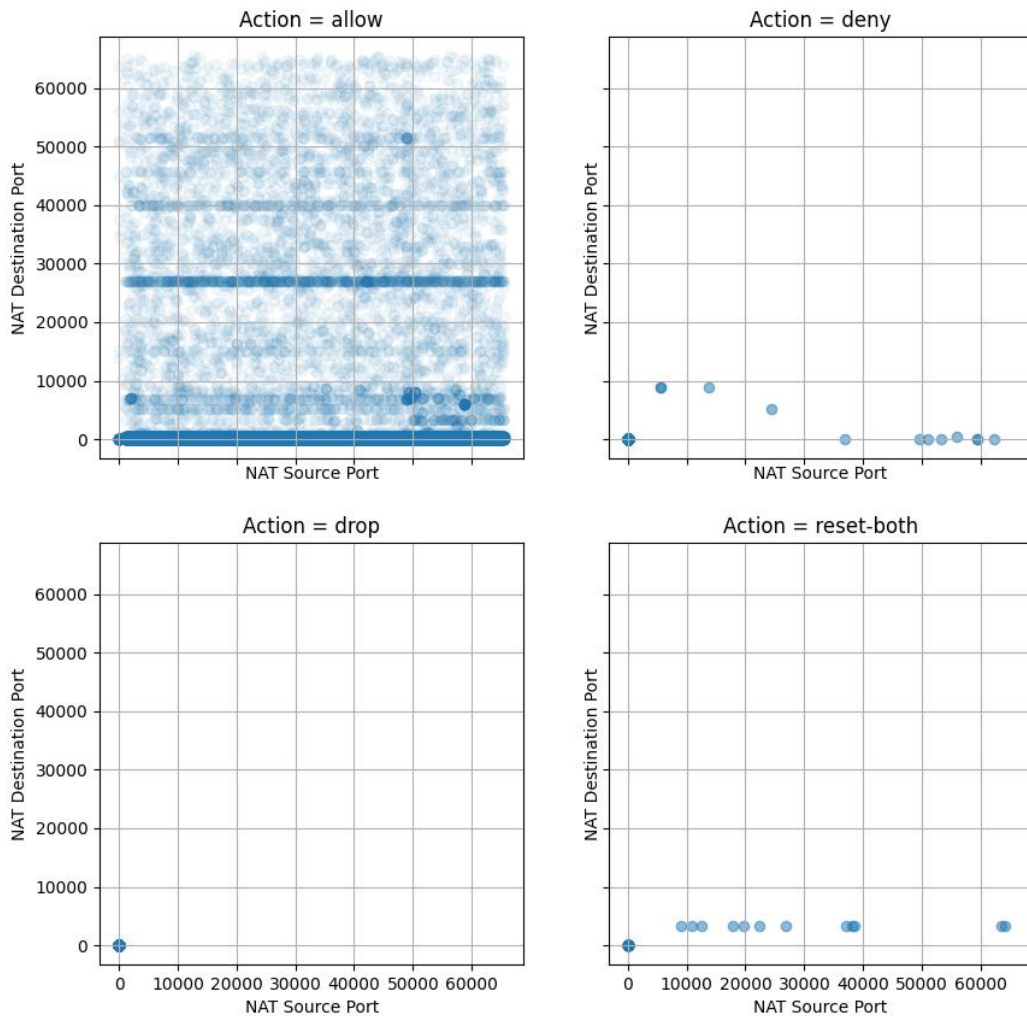 Action = allow
Action = deny
60000
50000
40000
30000
20000
10000
0
NAT Destination Port
NAT Destination Port
NAT Source Port
NAT Source Port
Action = drop
Action = reset-both
60000
50000
40000
30000
20000
10000
0
NAT Destination Port
NAT Destination Port
0 10000 20000 30000 40000 50000 60000
0 10000 20000 30000 40000 50000 60000
NAT Source Port
NAT Source Port